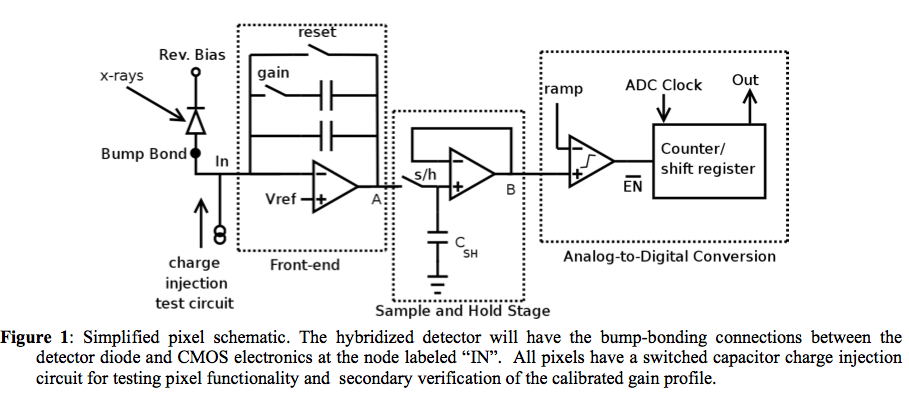 reset
Rev. Bias
x-rays
gain
ramp
ADC Clock
Out
Bump Bond
In
s/h
Counter/
shift register
Vref
A
B
EN
C
SH
charge
injection
test circuit
Front-end
Analog-to-Digital Conversion
Sample and Hold Stage
Figure 1: Simplified pixel schematic. The hybridized detector will have the bump-bonding connections between the
detector diode and CMOS electronics at the node labeled “IN”. All pixels have a switched capacitor charge injection
circuit for testing pixel functionality and secondary verification of the calibrated gain profile.